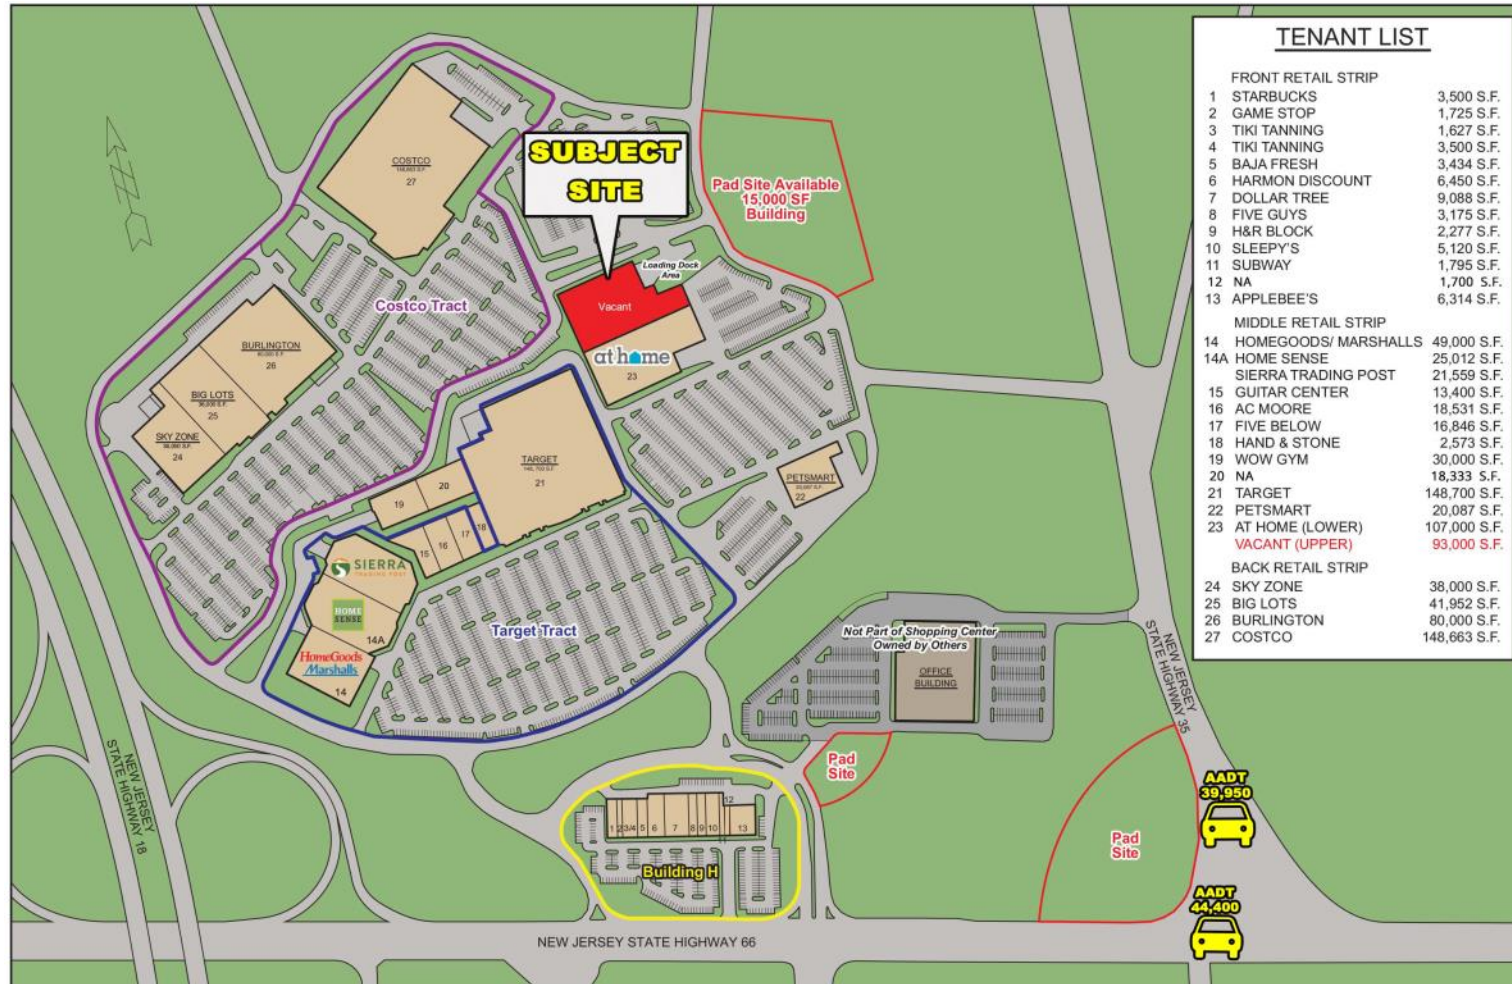 TENANT LIST
FRONT RETAIL STRIP
1 STARBUCKS 3,500 S.F.
2 GAME STOP 1,725 S.F.
3 TIKI TANNING 1,627 S.F.
4 TIKI TANNING 3,500 S.F.
5 BAJA FRESH 3,434 S.F.
6 HARMON DISCOUNT 6,450 S.F.
7 DOLLAR TREE 9,088 S.F.
8 FIVE GUYS 3,175 S.F.
9 H&R BLOCK 2,277 S.F.
10 SLEEPY'S 5,120 S.F.
11 SUBWAY 1,795 S.F.
12 NA 1,700 S.F.
13 APPLEBEE'S 6,314 S.F.
MIDDLE RETAIL STRIP
14 HOMEGOODS/ MARSHALLS 49,000 S.F.
14A HOME SENSE 25,012 S.F.
SIERRA TRADING POST 21,559 S.F.
15 GUITAR CENTER 13,400 S.F.
16 AC MOORE 18,531 S.F.
17 FIVE BELOW 16,846 S.F.
18 HAND & STONE 2,573 S.F.
19 WOW GYM 30,000 S.F.
20 NA 18,333 S.F.
21 TARGET 148,700 S.F.
22 PETSMART 20,087 S.F.
23 AT HOME (LOWER) 107,000 S.F.
VACANT (UPPER) 93,000 S.F.
BACK RETAIL STRIP
24 SKY ZONE 38,000 S.F.
25 BIG LOTS 41,952 S.F.
26 BURLINGTON 80,000 S.F.
27 COSTCO 148,663 S.F.
COSTCO
27
SUBJECT
SITE
Pad Site Available
15,000 SF
Building
Loading Dock
Area
Vacant
Costco Tract
at home
23
BURLINGTON
26
BIG LOTS
25
SKY ZONE
24
TARGET
21
PETSMART
22
20
19
18
17
16
15
SIERRA
TRADING POST
HOME
SENSE
14A
HomeGoods
Marshalls
14
Target Tract
Not Part of Shopping Center
Owned by Others
OFFICE
BUILDING
NEW JERSEY
STATE HIGHWAY 35
NEW JERSEY
STATE HIGHWAY 18
Pad
Site
Pad
Site
AADT
39,950
AADT
44,400
12
1 2 3/4 5 6 7 8 9 10 13
Building H
NEW JERSEY STATE HIGHWAY 66